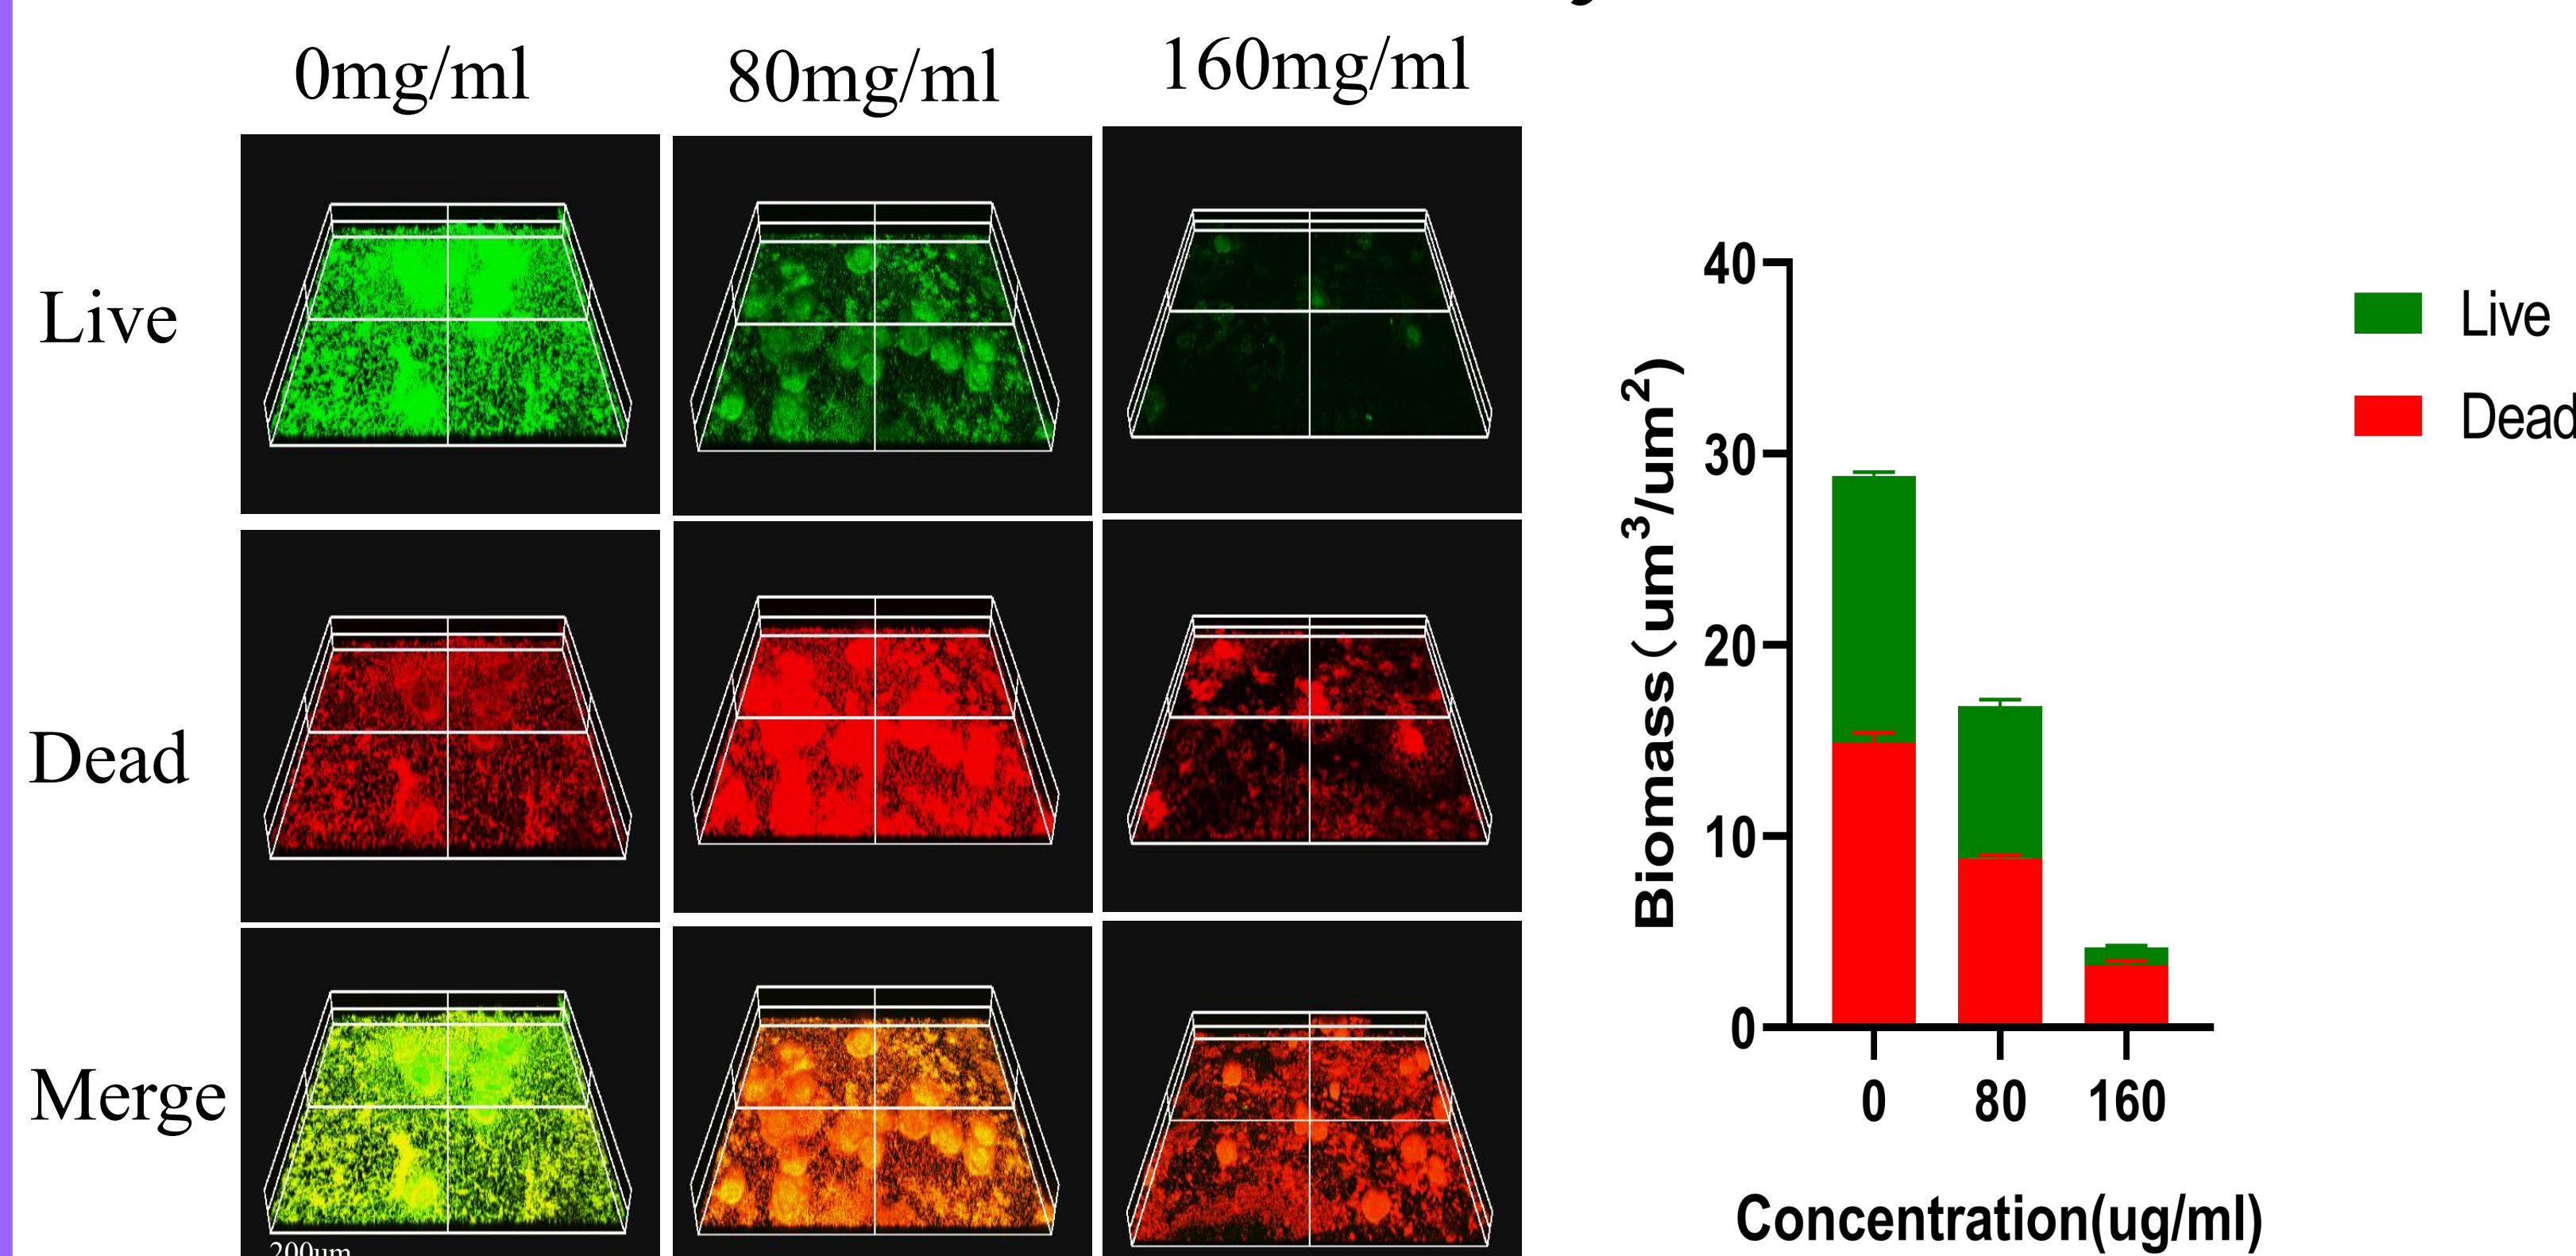 0mg/ml
80mg/ml
160mg/ml
Live
Dead
Merge
200um
Biomass (um³/um²)
40
30
20
10
0
0
80
160
Concentration(ug/ml)
Live
Dead